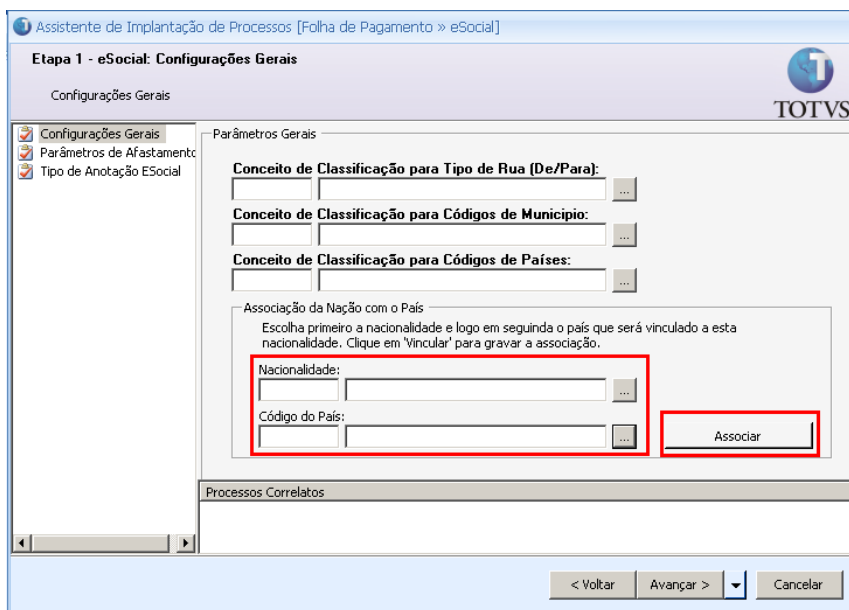 Assistente de Implantação de Processos [Folha de Pagamento » eSocial]
Etapa 1 - eSocial: Configurações Gerais
Configurações Gerais
TOTVS
Configurações Gerais
Parâmetros de Afastamento
Tipo de Anotação ESocial
Parâmetros Gerais
Conceito de Classificação para Tipo de Rua (De/Para):
...
Conceito de Classificação para Códigos de Municipio:
...
Conceito de Classificação para Códigos de Países:
...
Associação da Nação com o País
Escolha primeiro a nacionalidade e logo em seguinda o país que será vinculado a esta
nacionalidade. Clique em 'Vincular' para gravar a associação.
Nacionalidade:
...
Código do País:
...
Associar
Processos Correlatos
< Voltar
Avançar >
Cancelar